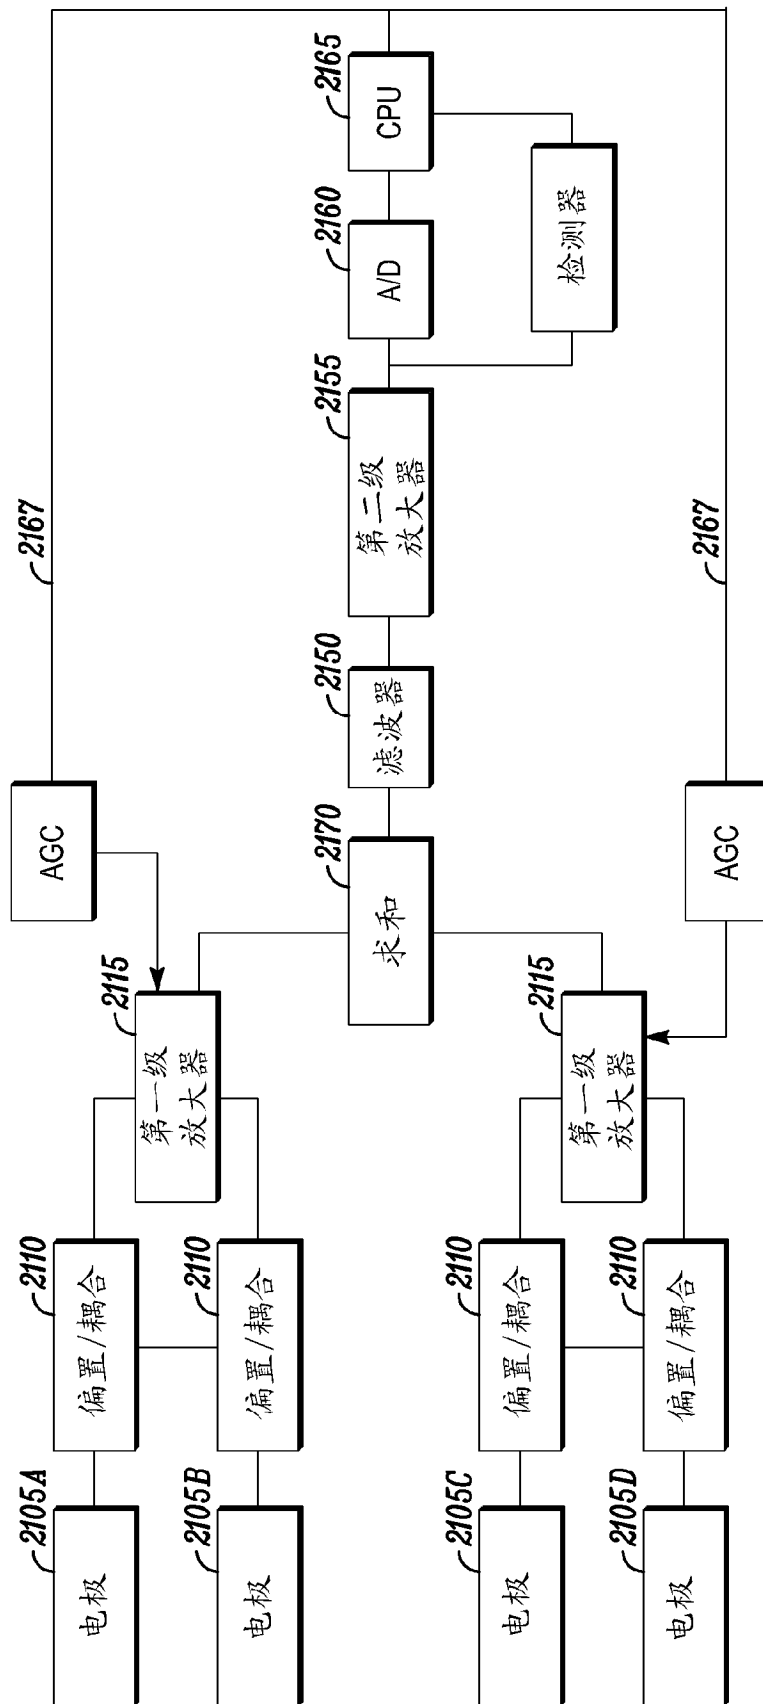 2105A
电极
2110
偏置/耦合
2115
第一级
放大器
AGC
2167
2105B
电极
2110
偏置/耦合
2170
求和
2150
滤波器
2155
第二级
放大器
2160
A/D
2165
CPU
检测器
2105C
电极
2110
偏置/耦合
2115
第一级
放大器
2105D
电极
2110
偏置/耦合
AGC
2167